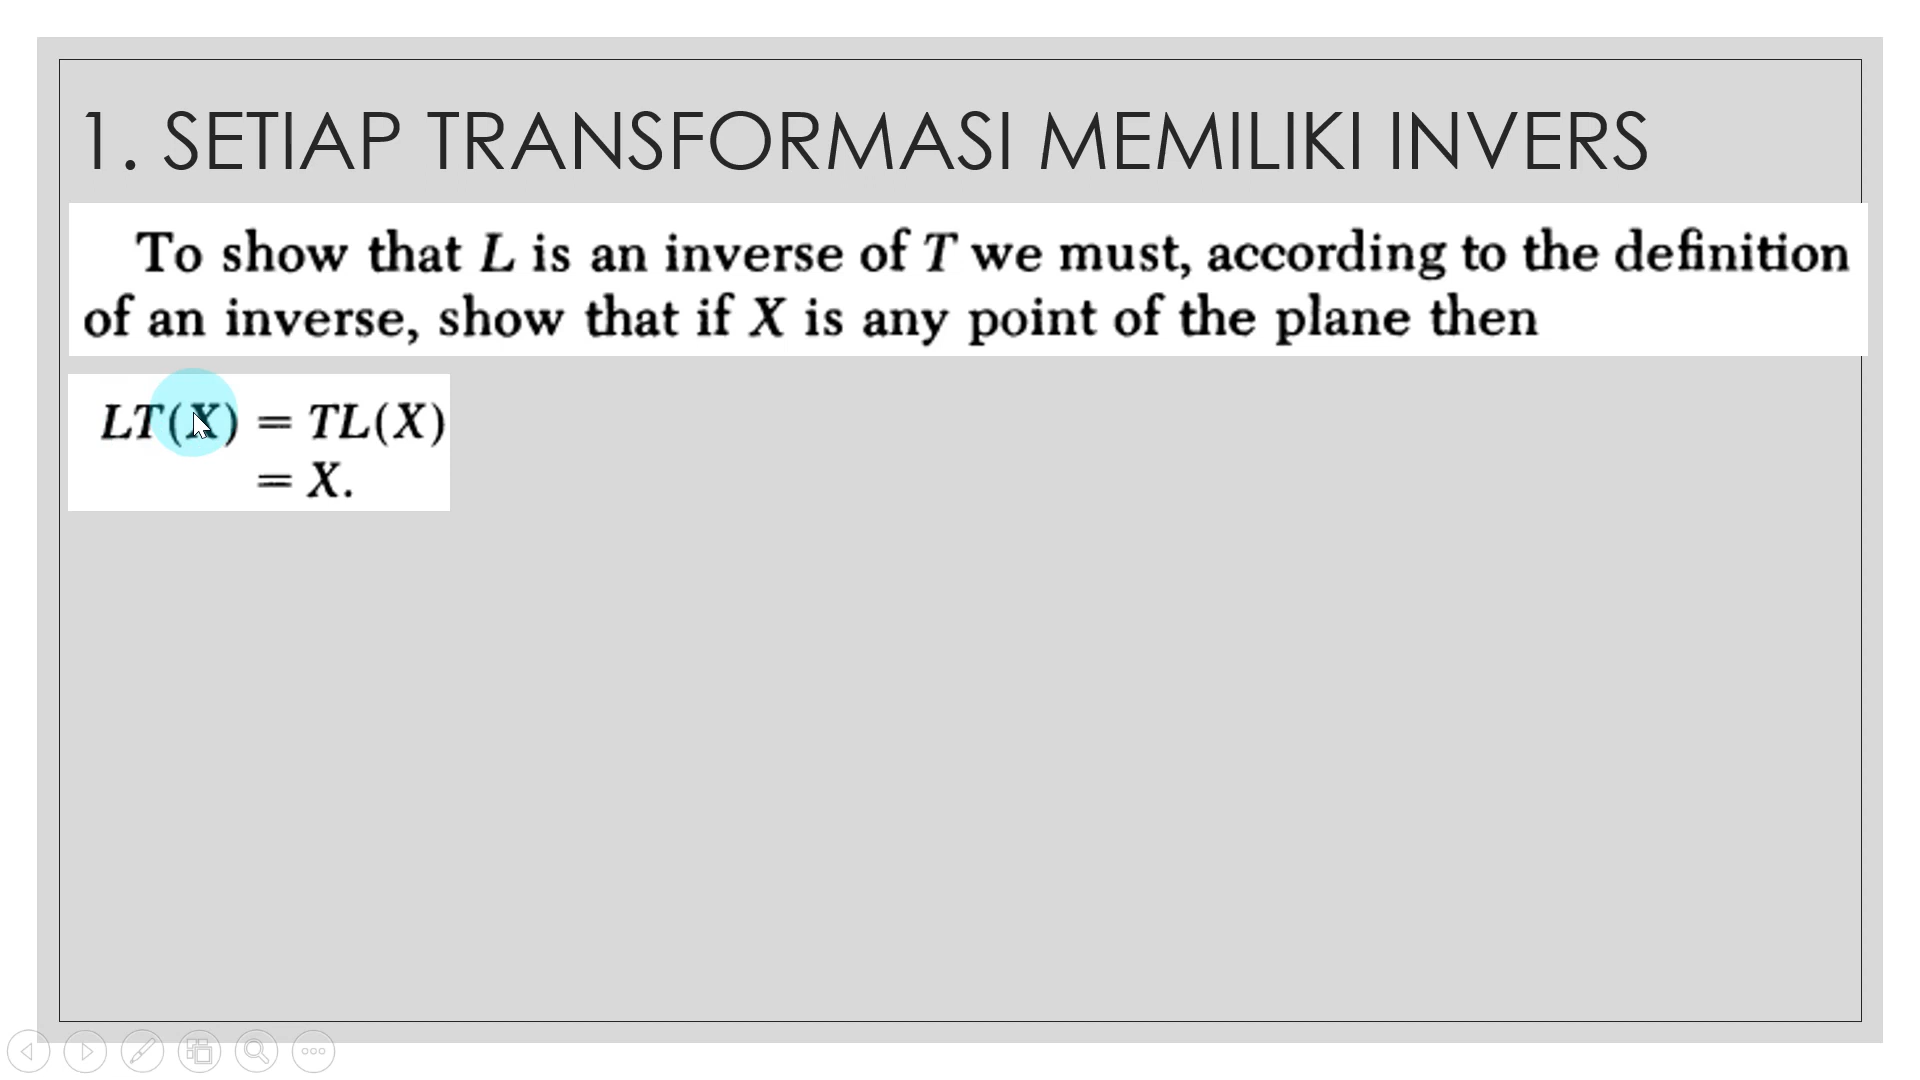 1. SETIAP TRANSFORMASI MEMILIKI INVERS
To show that L is an inverse of T we must, according to the definition
of an inverse, show that if X is any point of the plane then
LT(X) = TL(X)
= X.